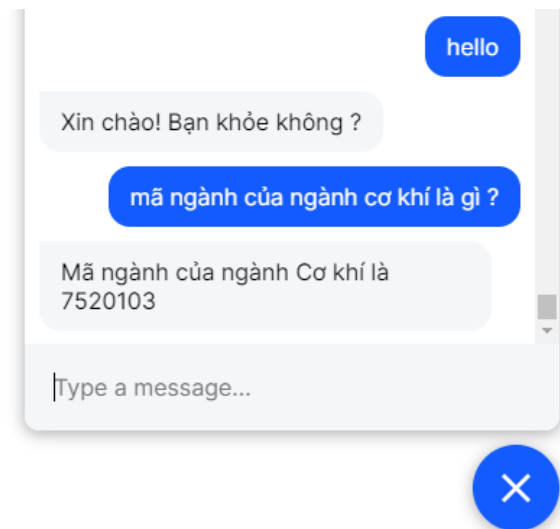 hello
Xin chào! Bạn khỏe không ?
mã ngành của ngành cơ khí là gì ?
Mã ngành của ngành Cơ khí là
7520103
Type a message...